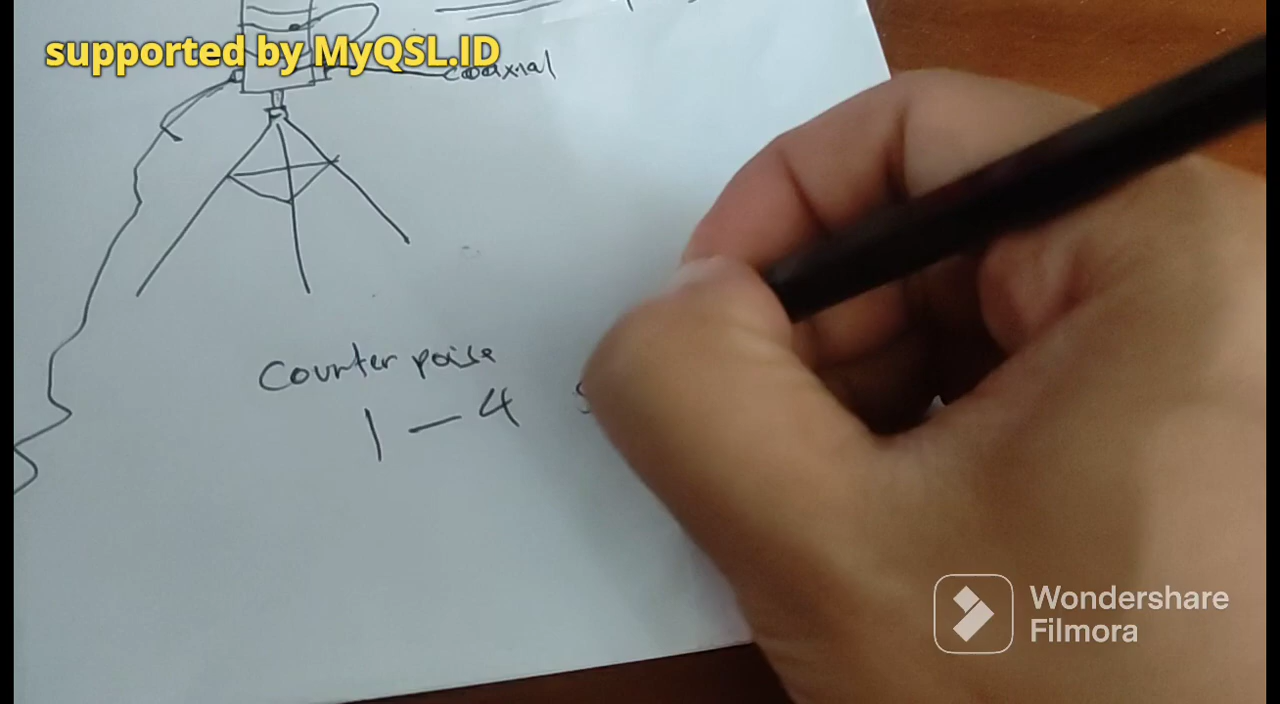 supported by MyQSL.ID
coaxial
Counter poise
1 - 4
Wondershare
Filmora